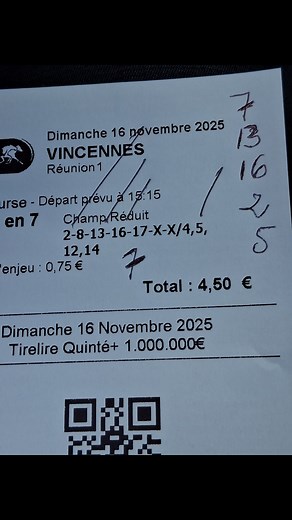 Dimanche 16 novembre 2025
VINCENNES
Réunion 1
urse - Départ prévu à 15:15
en 7 Champ Réduit
2-8-13-16-17-X-X/4,5,
12,14
'enjeu : 0,75 €
7
Total : 4,50 €
Dimanche 16 Novembre 2025
Tirelire Quinté+ 1.000.000€
7
13
16
2
5